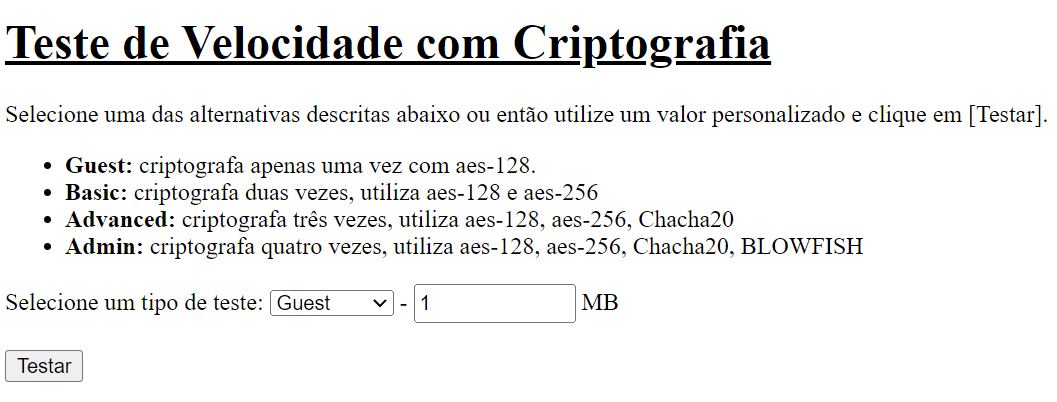 Teste de Velocidade com Criptografia
Selecione uma das alternativas descritas abaixo ou então utilize um valor personalizado e clique em [Testar].
• Guest: criptografa apenas uma vez com aes-128.
• Basic: criptografa duas vezes, utiliza aes-128 e aes-256
• Advanced: criptografa três vezes, utiliza aes-128, aes-256, Chacha20
• Admin: criptografa quatro vezes, utiliza aes-128, aes-256, Chacha20, BLOWFISH
Selecione um tipo de teste: Guest - 1 MB
Testar